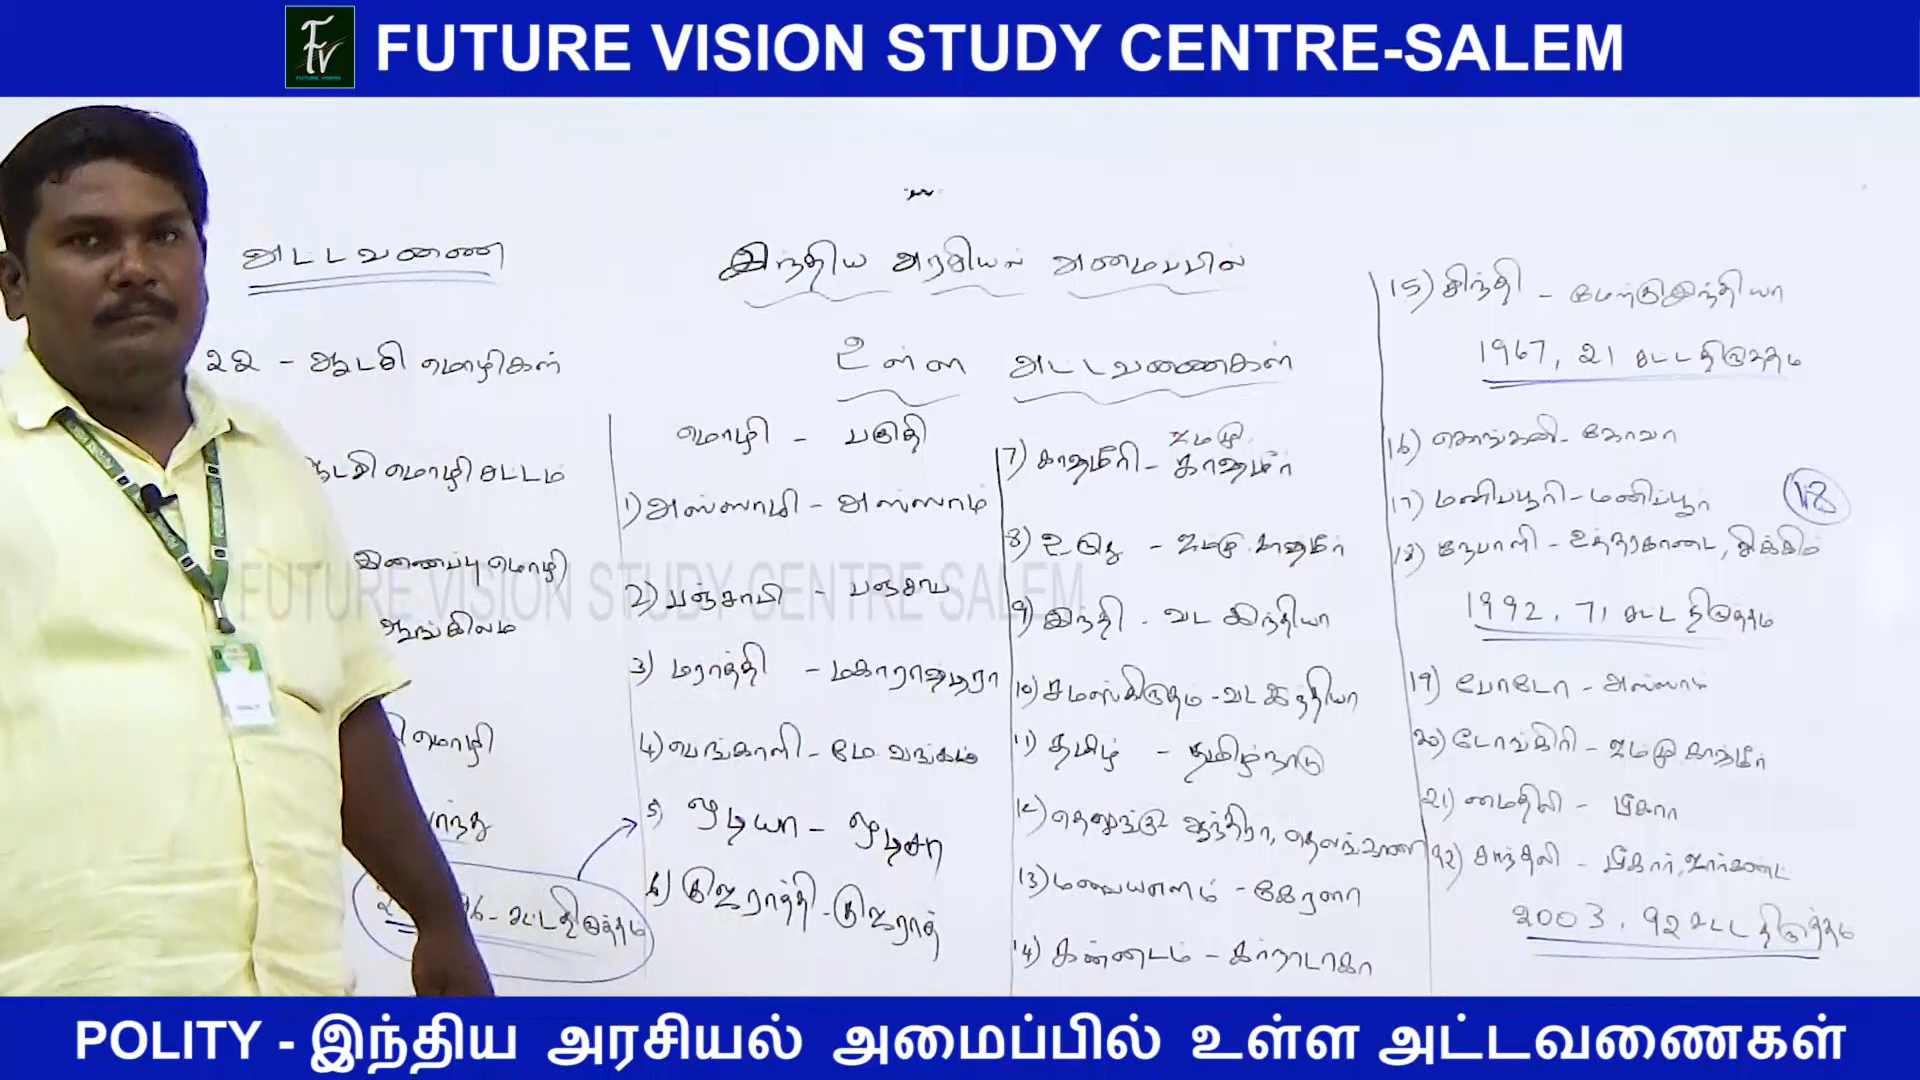 FUTURE VISION STUDY CENTRE-SALEM
அட்டவணை
இந்திய அரசியல் அமைப்பில்
உள்ள அட்டவணைகள்
22 - ஆட்சி மொழிகள்
மொழி சட்டம்
இணைப்பு மொழி
ஆங்கிலம்
மொழி
சட்டதிருத்தம்
மொழி - பகுதி
1) அஸ்ஸாமி - அஸ்ஸாம்
2) பஞ்சாபி - பஞ்சாப்
3) மராத்தி - மகாராஷ்டிரா
4) வங்காளி - மே.வங்கம்
5) ஒடியா - ஒடிசா
6) குஜராத்தி - குஜராத்
7) காஷ்மீரி - ஜம்மு காஷ்மீர்
8) உருது - ஜம்மு காஷ்மீர்
9) இந்தி - வட இந்தியா
10) சமஸ்கிருதம் - வட இந்தியா
11) தமிழ் - தமிழ்நாடு
12) தெலுங்கு - ஆந்திரா, தெலங்கானா
13) மலையாளம் - கேரளா
14) கன்னடம் - கர்நாடாகா
15) சிந்தி - மேற்கு இந்தியா
1967, 21 சட்டதிருத்தம்
16) கொங்கனி - கோவா
17) மணிப்பூரி - மணிப்பூர்
18
18) நேபாளி - உத்தரகாண்ட், சிக்கிம்
1992, 71 சட்ட திருத்தம்
19) போடோ - அஸ்ஸாம்
20) டோங்கிரி - ஜம்மு காஷ்மீர்
21) மைதிலி - பீகார்
22) சாந்தலி - பீகார், ஜார்கண்ட்
2003, 92 சட்ட திருத்தம்
FUTURE VISION STUDY CENTRE-SALEM
POLITY - இந்திய அரசியல் அமைப்பில் உள்ள அட்டவணைகள்